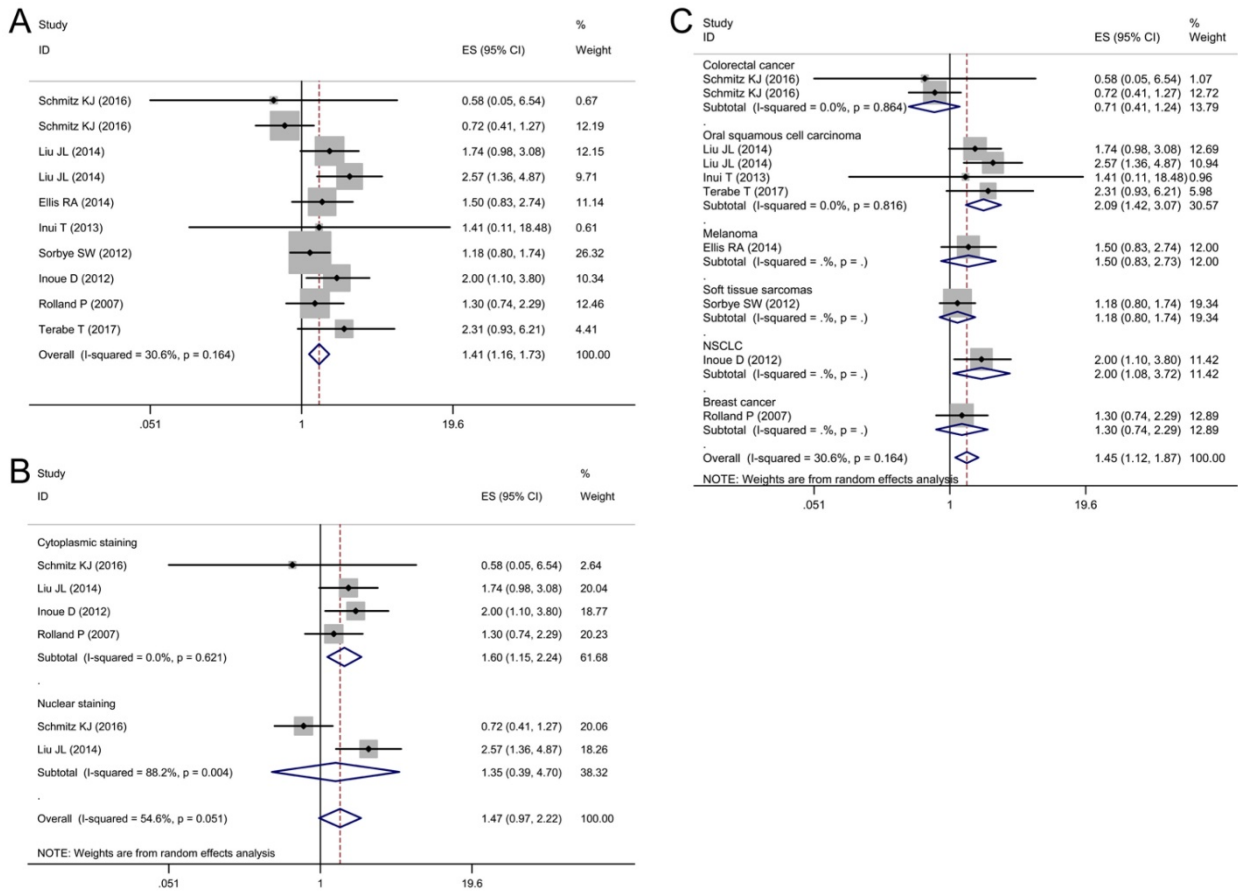 A
Study %
ID ES (95% CI) Weight
Schmitz KJ (2016) 0.58 (0.05, 6.54) 0.67
Schmitz KJ (2016) 0.72 (0.41, 1.27) 12.19
Liu JL (2014) 1.74 (0.98, 3.08) 12.15
Liu JL (2014) 2.57 (1.36, 4.87) 9.71
Ellis RA (2014) 1.50 (0.83, 2.74) 11.14
Inui T (2013) 1.41 (0.11, 18.48) 0.61
Sorbye SW (2012) 1.18 (0.80, 1.74) 26.32
Inoue D (2012) 2.00 (1.10, 3.80) 10.34
Rolland P (2007) 1.30 (0.74, 2.29) 12.46
Terabe T (2017) 2.31 (0.93, 6.21) 4.41
Overall (I-squared = 30.6%, p = 0.164) 1.41 (1.16, 1.73) 100.00
.051 1 19.6
B
Study %
ID ES (95% CI) Weight
Cytoplasmic staining
Schmitz KJ (2016) 0.58 (0.05, 6.54) 2.64
Liu JL (2014) 1.74 (0.98, 3.08) 20.04
Inoue D (2012) 2.00 (1.10, 3.80) 18.77
Rolland P (2007) 1.30 (0.74, 2.29) 20.23
Subtotal (I-squared = 0.0%, p = 0.621) 1.60 (1.15, 2.24) 61.68
.
Nuclear staining
Schmitz KJ (2016) 0.72 (0.41, 1.27) 20.06
Liu JL (2014) 2.57 (1.36, 4.87) 18.26
Subtotal (I-squared = 88.2%, p = 0.004) 1.35 (0.39, 4.70) 38.32
.
Overall (I-squared = 54.6%, p = 0.051) 1.47 (0.97, 2.22) 100.00
NOTE: Weights are from random effects analysis
.051 1 19.6
C
Study %
ID ES (95% CI) Weight
Colorectal cancer
Schmitz KJ (2016) 0.58 (0.05, 6.54) 1.07
Schmitz KJ (2016) 0.72 (0.41, 1.27) 12.72
Subtotal (I-squared = 0.0%, p = 0.864) 0.71 (0.41, 1.24) 13.79
.
Oral squamous cell carcinoma
Liu JL (2014) 1.74 (0.98, 3.08) 12.69
Liu JL (2014) 2.57 (1.36, 4.87) 10.94
Inui T (2013) 1.41 (0.11, 18.48) 0.96
Terabe T (2017) 2.31 (0.93, 6.21) 5.98
Subtotal (I-squared = 0.0%, p = 0.816) 2.09 (1.42, 3.07) 30.57
.
Melanoma
Ellis RA (2014) 1.50 (0.83, 2.74) 12.00
Subtotal (I-squared = .%, p = .) 1.50 (0.83, 2.73) 12.00
.
Soft tissue sarcomas
Sorbye SW (2012) 1.18 (0.80, 1.74) 19.34
Subtotal (I-squared = .%, p = .) 1.18 (0.80, 1.74) 19.34
.
NSCLC
Inoue D (2012) 2.00 (1.10, 3.80) 11.42
Subtotal (I-squared = .%, p = .) 2.00 (1.08, 3.72) 11.42
.
Breast cancer
Rolland P (2007) 1.30 (0.74, 2.29) 12.89
Subtotal (I-squared = .%, p = .) 1.30 (0.74, 2.29) 12.89
.
Overall (I-squared = 30.6%, p = 0.164) 1.45 (1.12, 1.87) 100.00
NOTE: Weights are from random effects analysis
.051 1 19.6